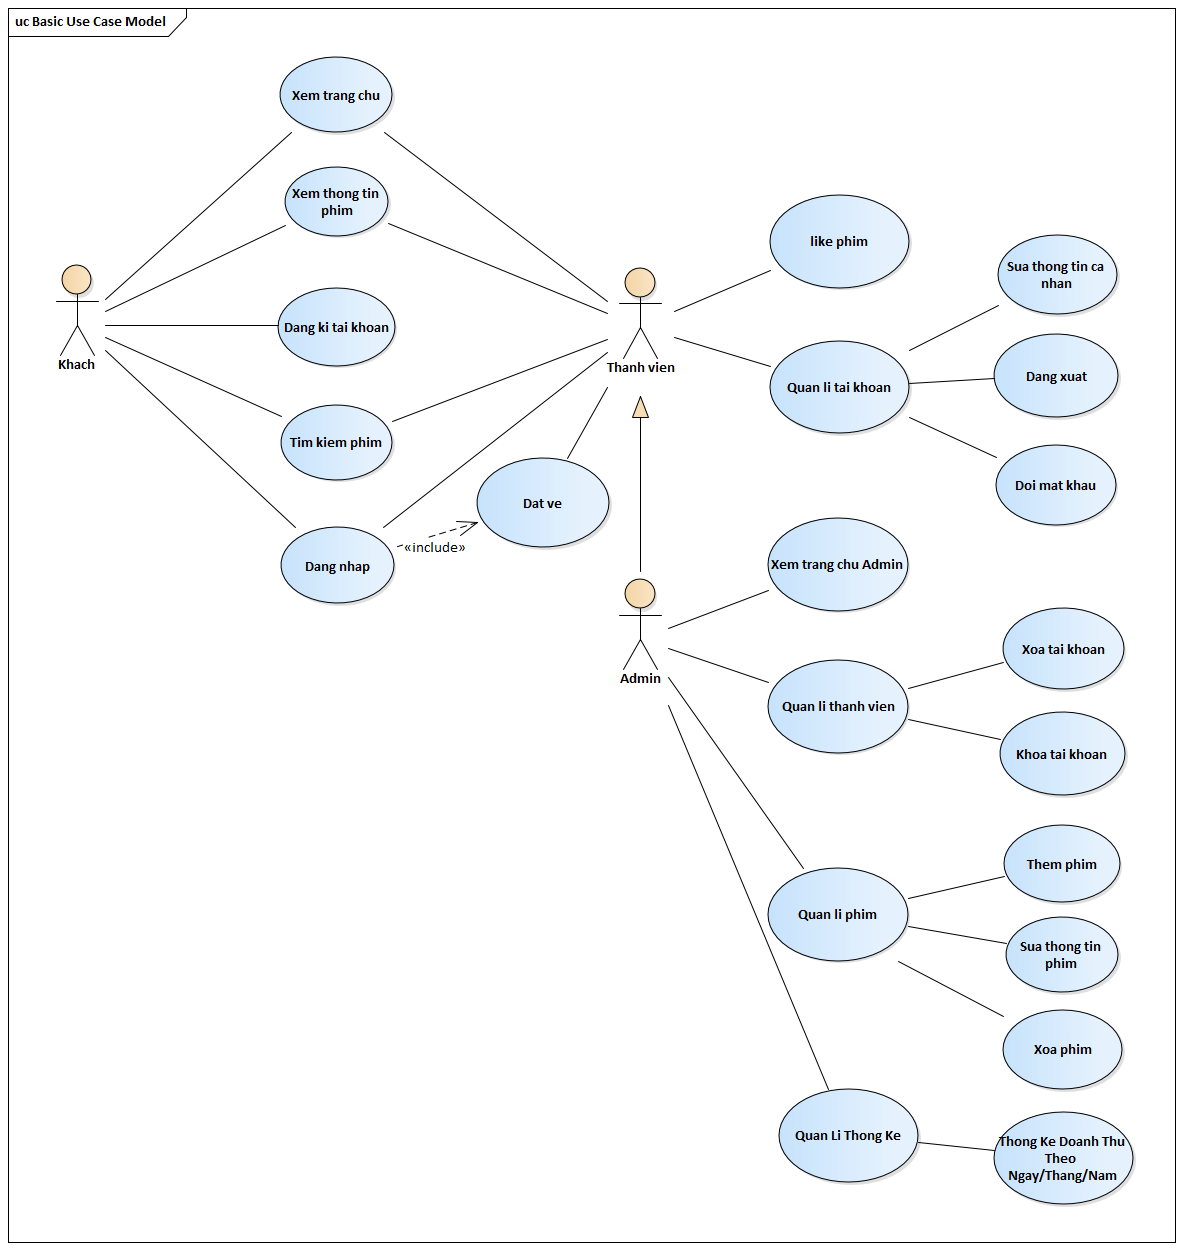 uc Basic Use Case Model
Xem trang chu
Xem thong tin
phim
like phim
Sua thong tin ca
nhan
Dang ki tai khoan
Khach
Thanh vien
Quan li tai khoan
Dang xuat
Tim kiem phim
Doi mat khau
Dat ve
«include»
Dang nhap
Xem trang chu Admin
Admin
Xoa tai khoan
Quan li thanh vien
Khoa tai khoan
Them phim
Quan li phim
Sua thong tin
phim
Xoa phim
Quan Li Thong Ke
Thong Ke Doanh Thu
Theo
Ngay/Thang/Nam